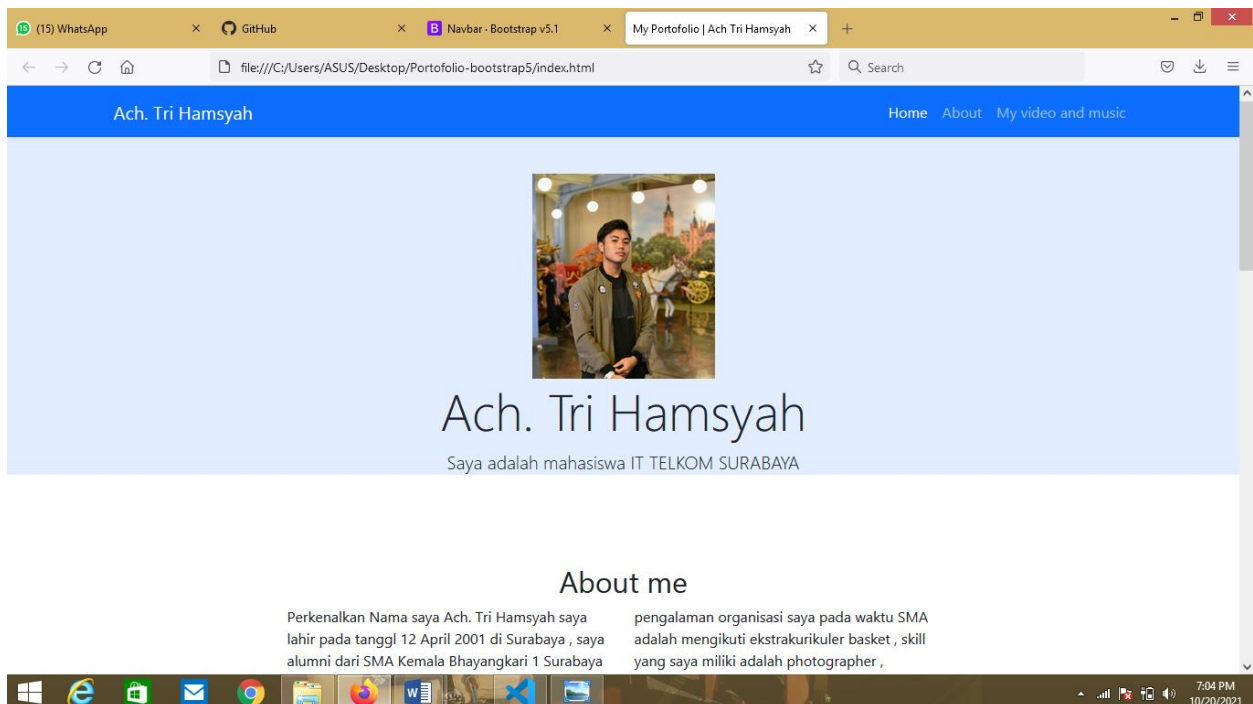 (15) WhatsApp
GitHub
B Navbar · Bootstrap v5.1
My Portofolio | Ach Tri Hamsyah
file:///C:/Users/ASUS/Desktop/Portofolio-bootstrap5/index.html
Search
Ach. Tri Hamsyah
Home About My video and music
Ach. Tri Hamsyah
Saya adalah mahasiswa IT TELKOM SURABAYA
About me
Perkenalkan Nama saya Ach. Tri Hamsyah saya
lahir pada tanggl 12 April 2001 di Surabaya , saya
alumni dari SMA Kemala Bhayangkari 1 Surabaya
pengalaman organisasi saya pada waktu SMA
adalah mengikuti ekstrakurikuler basket , skill
yang saya miliki adalah photographer ,
7:04 PM
10/20/2021